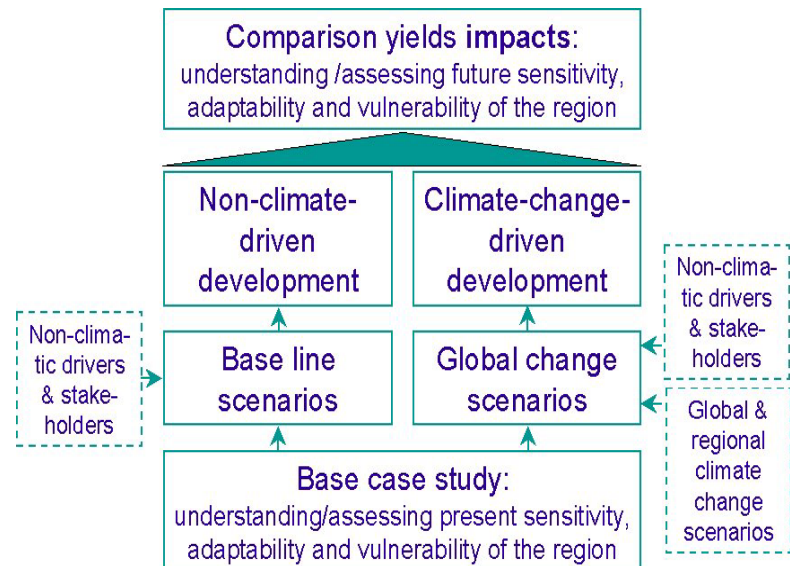 Comparison yields impacts:
understanding /assessing future sensitivity,
adaptability and vulnerability of the region
Non-climate-
driven
development
Climate-change-
driven
development
Non-clima-
tic drivers
& stake-
holders
Base line
scenarios
Global change
scenarios
Non-clima-
tic drivers
& stake-
holders
Global &
regional
climate
change
scenarios
Base case study:
understanding/assessing present sensitivity,
adaptability and vulnerability of the region